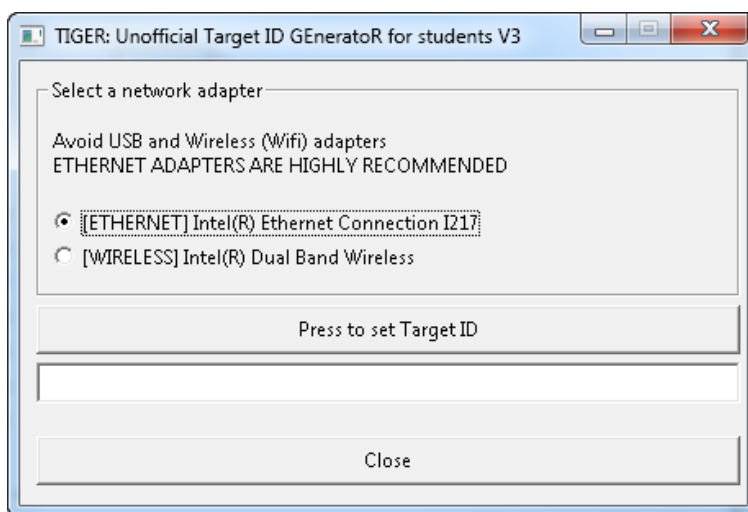 TIGER: Unofficial Target ID GEneratoR for students V3
Select a network adapter
Avoid USB and Wireless (Wifi) adapters
ETHERNET ADAPTERS ARE HIGHLY RECOMMENDED
[ETHERNET] Intel(R) Ethernet Connection I217
[WIRELESS] Intel(R) Dual Band Wireless
Press to set Target ID
Close